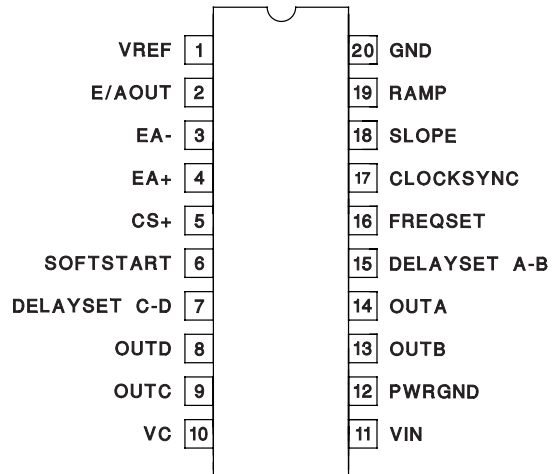 VREF 1 20 GND
E/AOUT 2 19 RAMP
EA- 3 18 SLOPE
EA+ 4 17 CLOCKSYNC
CS+ 5 16 FREQSET
SOFTSTART 6 15 DELAYSET A-B
DELAYSET C-D 7 14 OUTA
OUTD 8 13 OUTB
OUTC 9 12 PWRGND
VC 10 11 VIN